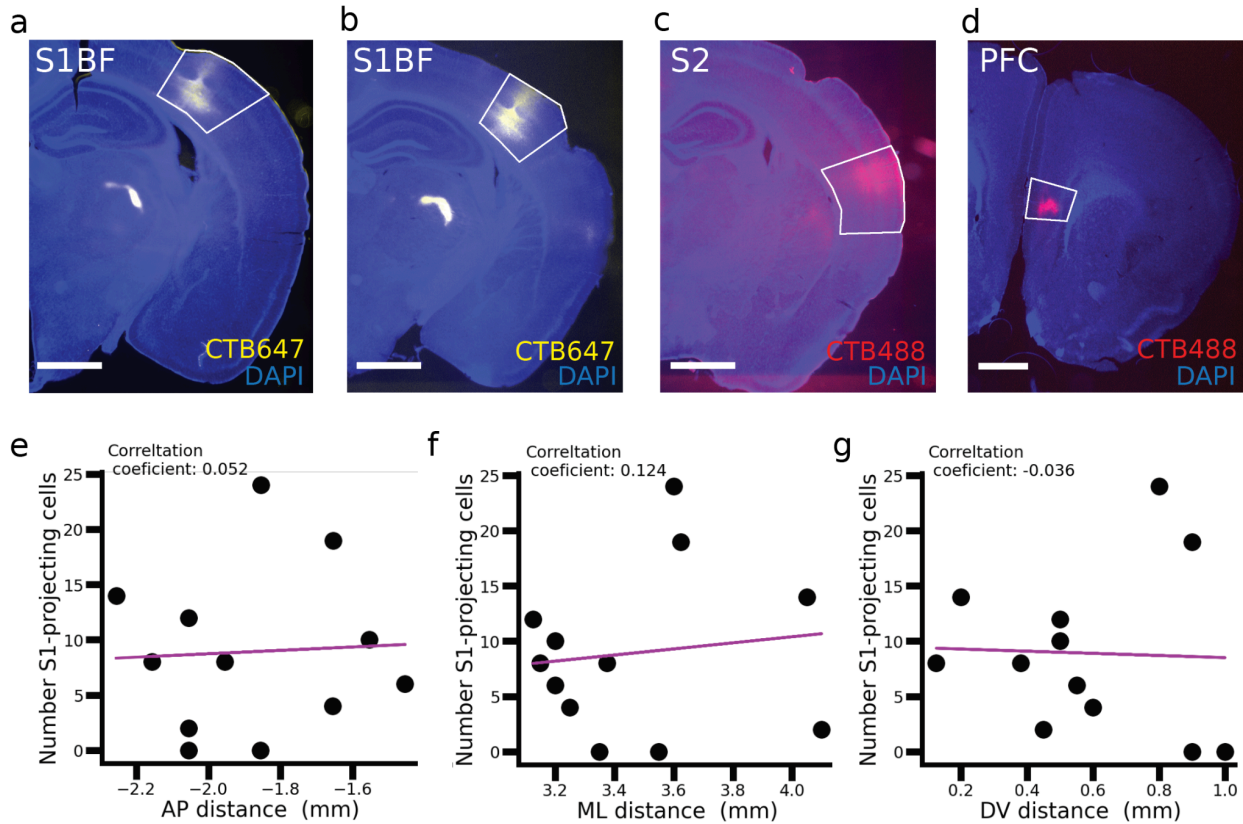 a
b
c
d
S1BF
S1BF
S2
PFC
CTB647
DAPI
CTB647
DAPI
CTB488
DAPI
CTB488
DAPI
e
Correltation
coeficient: 0.052
Number S1-projecting cells
25
20
15
10
5
0
−2.2
−2.0
−1.8
−1.6
AP distance (mm)
f
Correltation
coeficient: 0.124
Number S1-projecting cells
25
20
15
10
5
0
3.2
3.4
3.6
3.8
4.0
ML distance (mm)
g
Correltation
coeficient: -0.036
Number S1-projecting cells
25
20
15
10
5
0
0.2
0.4
0.6
0.8
1.0
DV distance (mm)